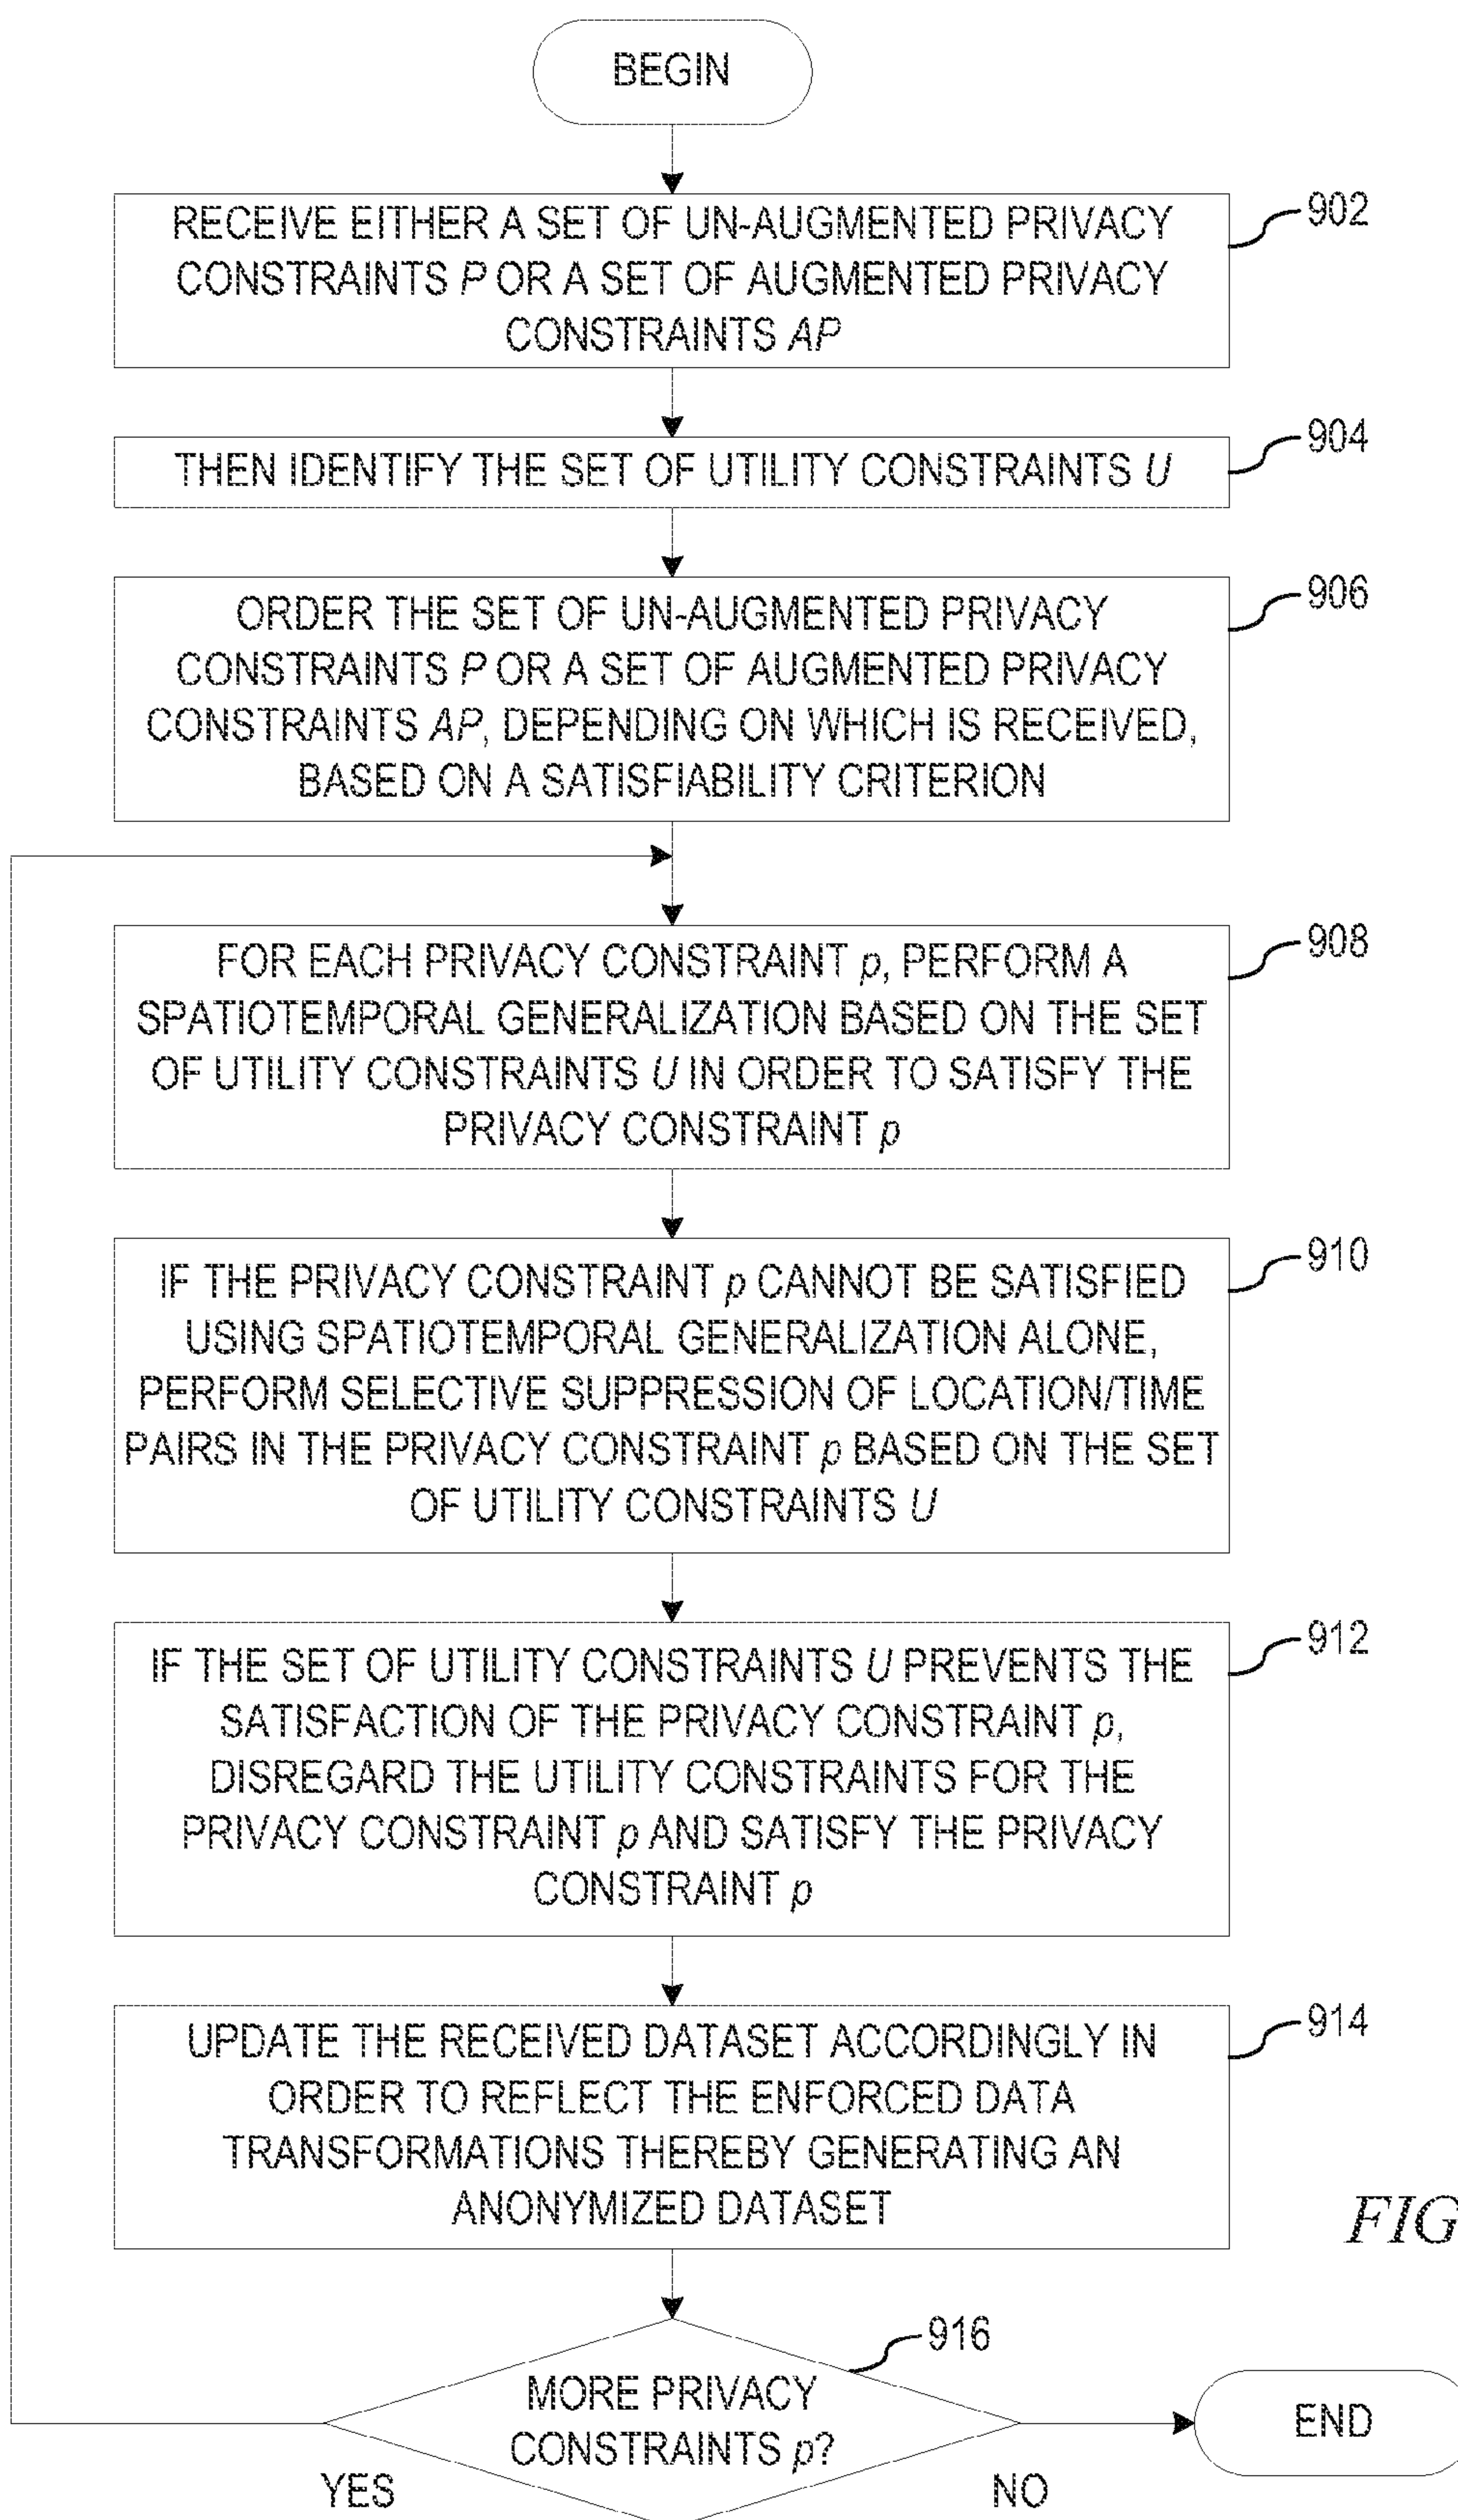 BEGIN
RECEIVE EITHER A SET OF UN-AUGMENTED PRIVACY
CONSTRAINTS P OR A SET OF AUGMENTED PRIVACY
CONSTRAINTS AP
902
THEN IDENTIFY THE SET OF UTILITY CONSTRAINTS U
904
ORDER THE SET OF UN-AUGMENTED PRIVACY
CONSTRAINTS P OR A SET OF AUGMENTED PRIVACY
CONSTRAINTS AP, DEPENDING ON WHICH IS RECEIVED,
BASED ON A SATISFIABILITY CRITERION
906
FOR EACH PRIVACY CONSTRAINT p, PERFORM A
SPATIOTEMPORAL GENERALIZATION BASED ON THE SET
OF UTILITY CONSTRAINTS U IN ORDER TO SATISFY THE
PRIVACY CONSTRAINT p
908
IF THE PRIVACY CONSTRAINT p CANNOT BE SATISFIED
USING SPATIOTEMPORAL GENERALIZATION ALONE,
PERFORM SELECTIVE SUPPRESSION OF LOCATION/TIME
PAIRS IN THE PRIVACY CONSTRAINT p BASED ON THE SET
OF UTILITY CONSTRAINTS U
910
IF THE SET OF UTILITY CONSTRAINTS U PREVENTS THE
SATISFACTION OF THE PRIVACY CONSTRAINT p,
DISREGARD THE UTILITY CONSTRAINTS FOR THE
PRIVACY CONSTRAINT p AND SATISFY THE PRIVACY
CONSTRAINT p
912
UPDATE THE RECEIVED DATASET ACCORDINGLY IN
ORDER TO REFLECT THE ENFORCED DATA
TRANSFORMATIONS THEREBY GENERATING AN
ANONYMIZED DATASET
914
FIG
916
MORE PRIVACY
CONSTRAINTS p?
END
YES
NO